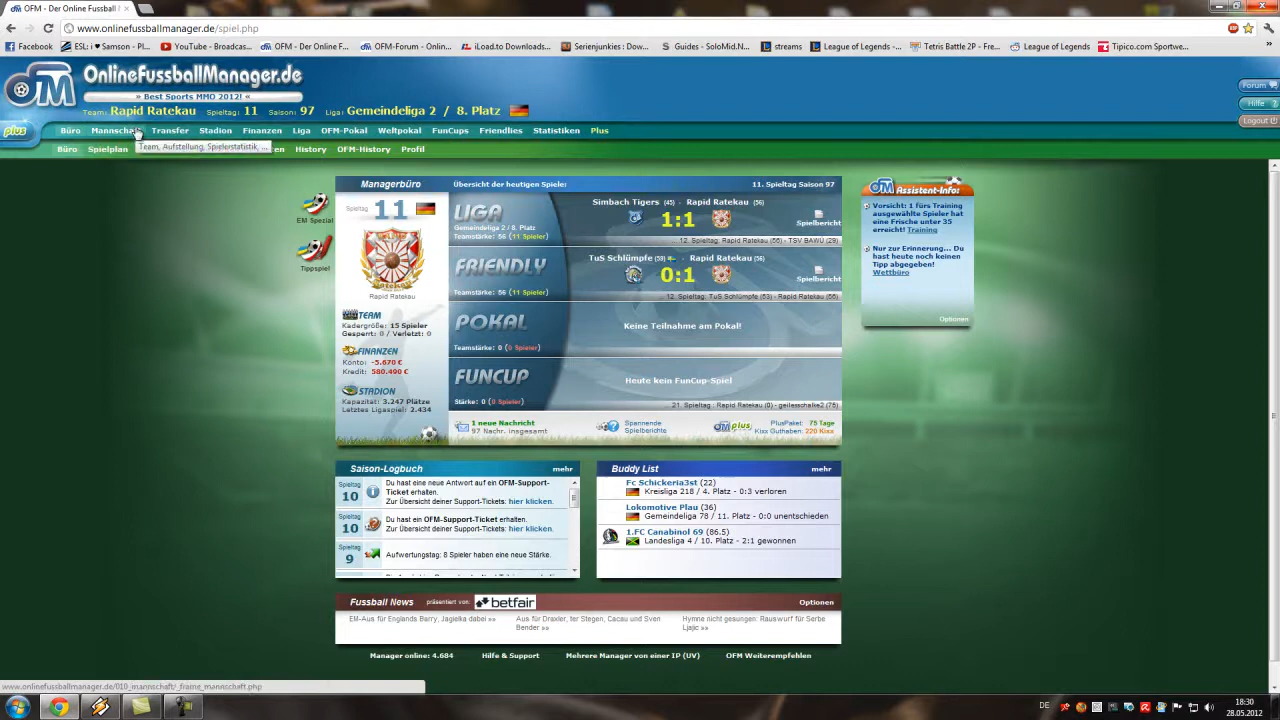 OFM - Der Online Fussball M
www.onlinefussballmanager.de/spiel.php
Facebook ESL: i ♥ Samson - Pl... YouTube - Broadcas... OFM - Der Online F... OFM-Forum - Onlin... iLoad.to Downloads... Serienjunkies : Dow... Guides - SoloMid.N... streams League of Legends -... Tetris Battle 2P - Fre... League of Legends Tipico.com Sportwe... »
OFM OnlineFussballManager.de
» Best Sports MMO 2012! «
Team: Rapid Ratekau Spieltag: 11 Saison: 97 Liga: Gemeindeliga 2 / 8. Platz
Forum
Hilfe
Logout
plus Büro Mannschaft Transfer Stadion Finanzen Liga OFM-Pokal Weltpokal FunCups Friendlies Statistiken Plus
Team, Aufstellung, Spielerstatistik, ...
Büro Spielplan en History OFM-History Profil
EM Spezial
Tippspiel
Managerbüro Übersicht der heutigen Spiele: 11. Spieltag Saison 97
Spieltag 11
Rapid Ratekau
TEAM
Kadergröße: 15 Spieler
Gesperrt: 0 / Verletzt: 0
FINANZEN
Konto: -5.670 €
Kredit: 580.490 €
STADION
Kapazität: 3.247 Plätze
Letztes Ligaspiel: 2.434
LIGA
Gemeindeliga 2 / 8. Platz
Teamstärke: 56 (11 Spieler)
Simbach Tigers (45) - Rapid Ratekau (56)
1:1
Spielbericht
... 12. Spieltag: Rapid Ratekau (56) - TSV BAWÜ (29)
FRIENDLY
Teamstärke: 56 (11 Spieler)
TuS Schlümpfe (59) - Rapid Ratekau (56)
0:1
Spielbericht
... 12. Spieltag: TuS Schlümpfe (63) - Rapid Ratekau (56)
POKAL
Teamstärke: 0 (0 Spieler)
Keine Teilnahme am Pokal!
FUNCUP
Stärke: 0 (0 Spieler)
Heute kein FunCup-Spiel
... 21. Spieltag : Rapid Ratekau (0) - geilesschalke2 (76)
1 neue Nachricht
97 Nachr. insgesamt
Spannende
Spielberichte
OFM plus
PlusPaket: 75 Tage
Kixx Guthaben: 220 Kixx
OFM Assistent-Info:
Vorsicht: 1 fürs Training
ausgewählte Spieler hat
eine Frische unter 35
erreicht! Training
Nur zur Erinnerung... Du
hast heute noch keinen
Tipp abgegeben!
Wettbüro
Optionen
Saison-Logbuch mehr
Spieltag 10
Du hast eine neue Antwort auf ein OFM-Support-
Ticket erhalten.
Zur Übersicht deiner Support-Tickets: hier klicken.
Spieltag 10
Du hast ein OFM-Support-Ticket erhalten.
Zur Übersicht deiner Support-Tickets: hier klicken.
Spieltag 9
Aufwertungstag: 8 Spieler haben eine neue Stärke.
Buddy List mehr
Fc Schickeria3st (22)
Kreisliga 218 / 4. Platz - 0:3 verloren
Lokomotive Plau (36)
Gemeindeliga 78 / 11. Platz - 0:0 unentschieden
1.FC Canabinol 69 (86.5)
Landesliga 4 / 10. Platz - 2:1 gewonnen
Fussball News präsentiert von: betfair Optionen
EM-Aus für Englands Barry, Jagielka dabei »»
Aus für Draxler, ter Stegen, Cacau und Sven
Bender »»
Hymne nicht gesungen: Rauswurf für Serbe
Ljajic »»
Manager online: 4.684 Hilfe & Support Mehrere Manager von einer IP (UV) OFM Weiterempfehlen
DE
18:30
28.05.2012